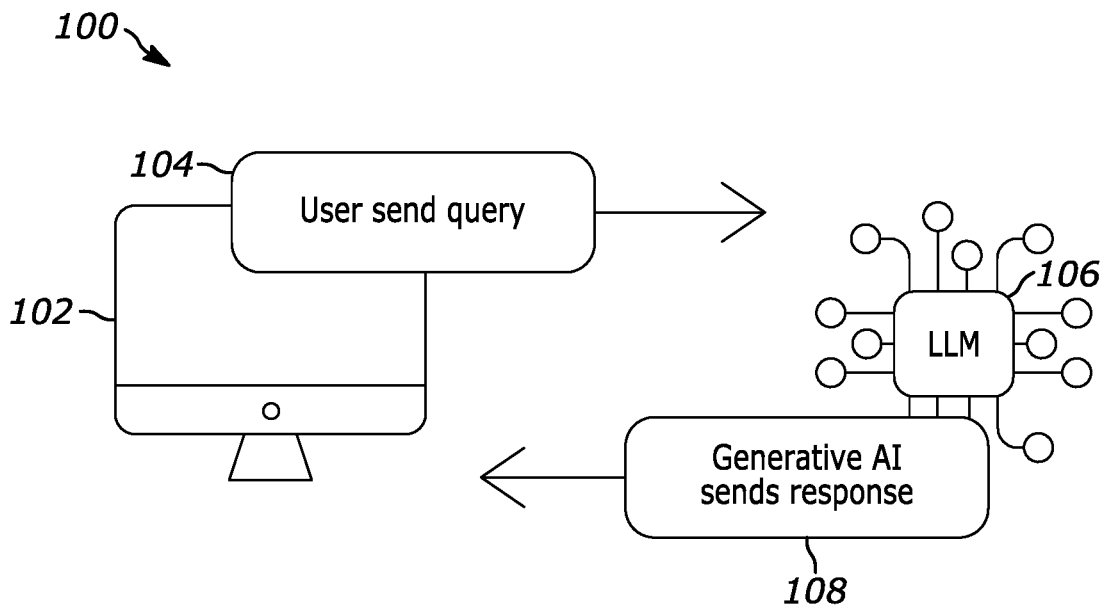 100
104
User send query
102
106
LLM
Generative AI
sends response
108